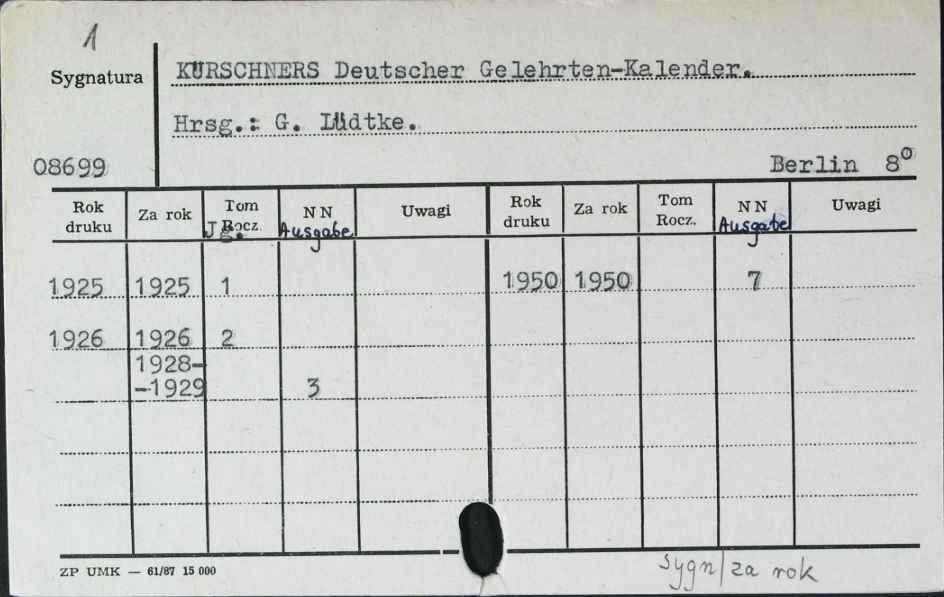 1
Sygnatura
KÜRSCHNERS Deutscher Gelehrten-Kalender.
Hrsg.: G. Lüdtke.
08699
Berlin 8°
Rok druku Za rok Tom Rocz. Jg. NN Ausgabe Uwagi Rok druku Za rok Tom Rocz. NN Ausgabe Uwagi
1925 1925 1 1950 1950 7
1926 1926 2
1928-
-1929 3
ZP UMK — 61/87 15 000
sygn/za rok